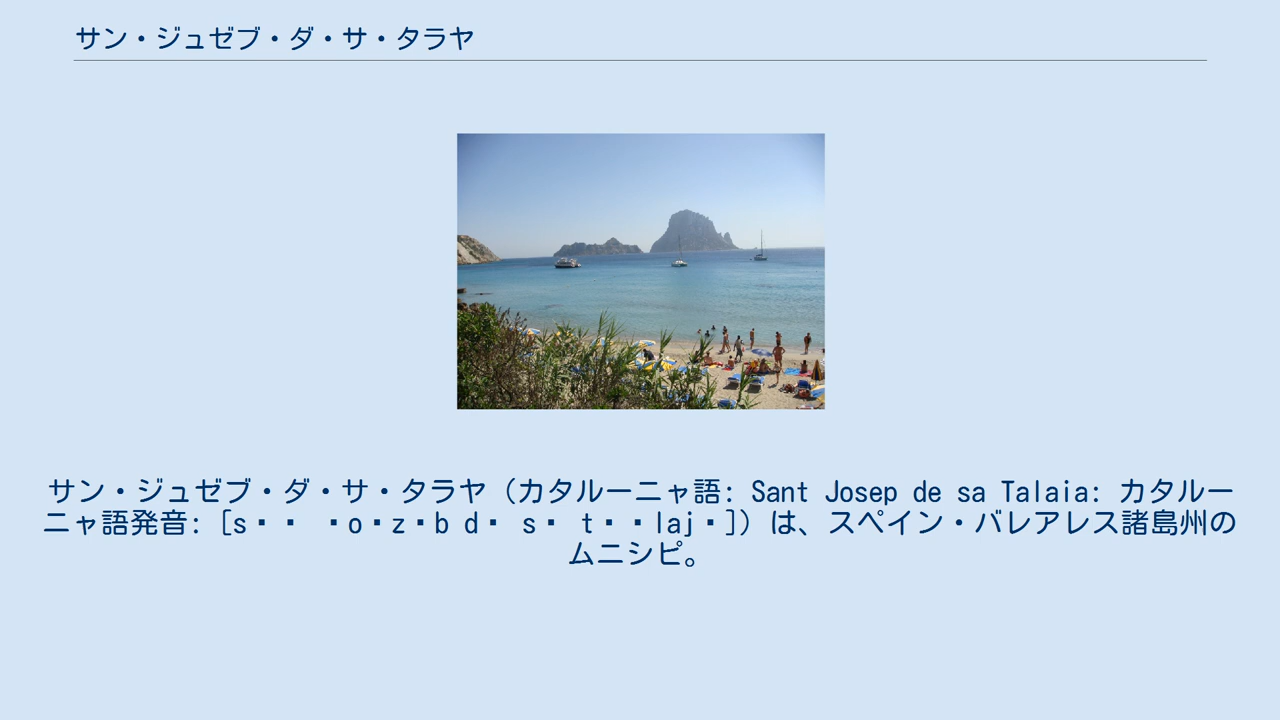 サン・ジュゼブ・ダ・サ・タラヤ
サン・ジュゼブ・ダ・サ・タラヤ（カタルーニャ語: Sant Josep de sa Talaia: カタルー
ニャ語発音: [s▪▪ ▪o▪z▪b d▪ s▪ t▪▪laj▪]）は、スペイン・バレアレス諸島州の
ムニシピ。